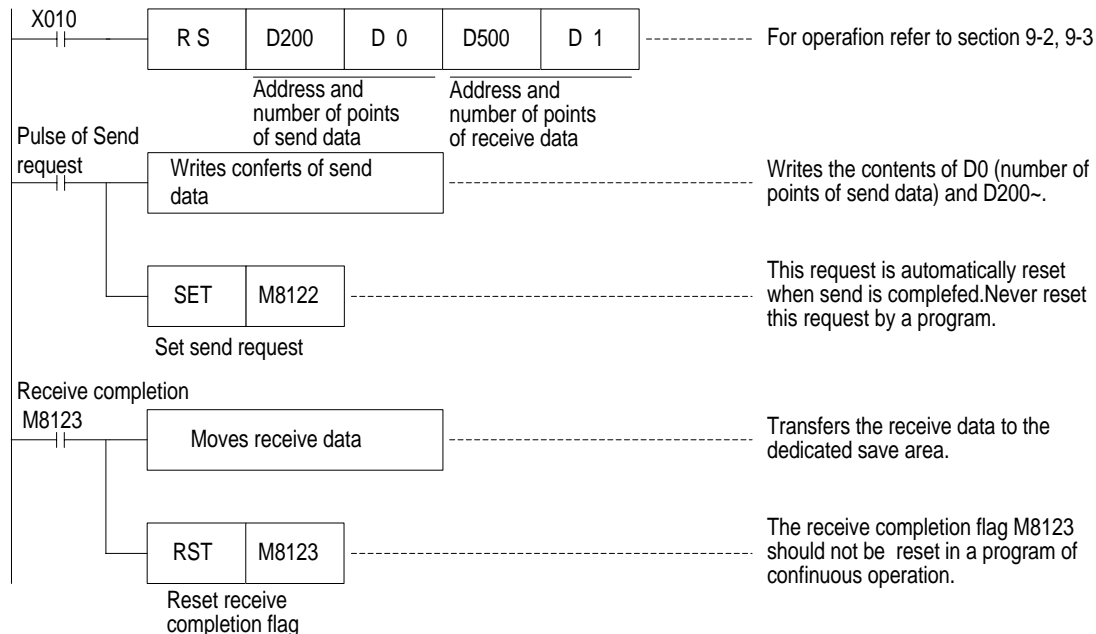 X010
R S
D200
D 0
D500
D 1
For operafion refer to section 9-2, 9-3
Address and
number of points
of send data
Address and
number of points
of receive data
Pulse of Send
request
Writes conferts of send
data
Writes the contents of D0 (number of
points of send data) and D200~.
SET
M8122
This request is automatically reset
when send is complefed.Never reset
this request by a program.
Set send request
Receive completion
M8123
Moves receive data
Transfers the receive data to the
dedicated save area.
RST
M8123
The receive completion flag M8123
should not be reset in a program of
continuous operation.
Reset receive
completion flag